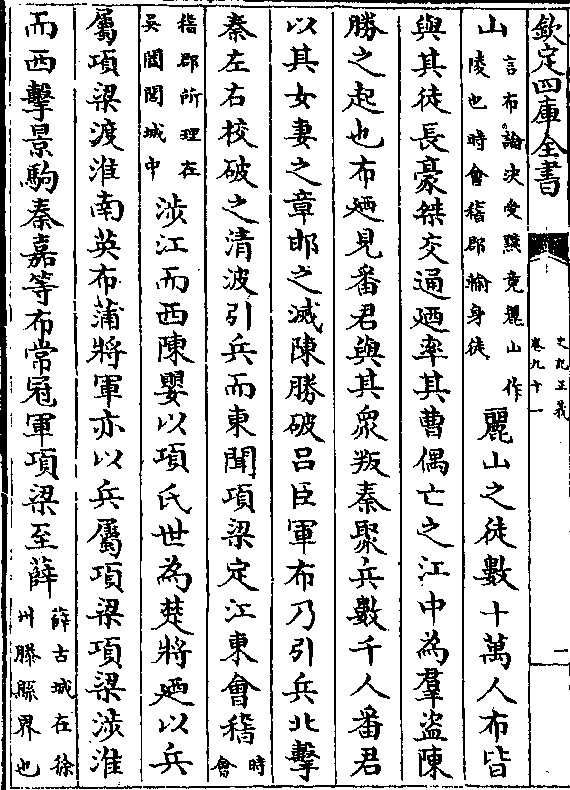 欽定四庫全書
史記正義
卷九十一
一
山言布論決受黥竟麗山作陵也時會稽郡輸身徒麗山之徒數十萬人布皆
與其徒長豪桀交通廼率其曹偶亡之江中為羣盜陳
勝之起也布廼見番君與其衆叛秦聚兵數千人番君
以其女妻之章邯之滅陳勝破吕臣軍布乃引兵北擊
秦左右校破之清波引兵而東聞項梁定江東會稽時會
稽郡所理在吳闔閭城中涉江而西陳嬰以項氏世為楚將廼以兵
屬項梁渡淮南英布蒲將軍亦以兵屬項梁項梁涉淮
而西擊景駒秦嘉等布常冠軍項梁至薛薛古城在徐州滕縣界也